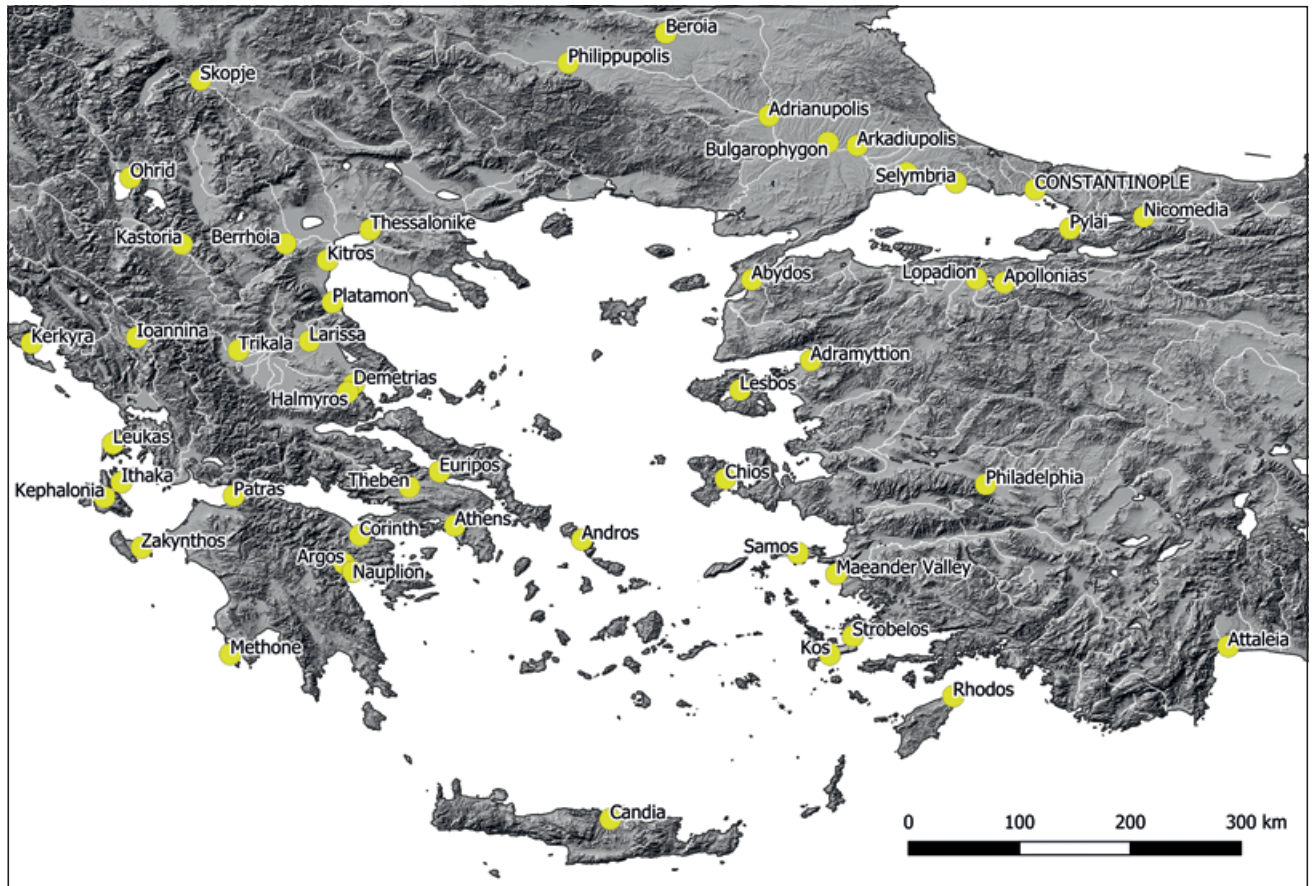 Beroia
Philippupolis
Skopje
Adrianupolis
Bulgarophygon
Arkadiupolis
Ohrid
Selymbria
CONSTANTINOPLE
Nicomedia
Pylai
Kastoria
Berrhoia
Thessalonike
Kitros
Abydos
Lopadion
Apollonias
Platamon
Kerkyra
Ioannina
Trikala
Larissa
Adramyttion
Demetrias
Halmyros
Lesbos
Leukas
Ithaka
Kephalonia
Patras
Theben
Euripos
Chios
Philadelphia
Zakynthos
Corinth
Athens
Andros
Argos
Nauplion
Samos
Maeander Valley
Methone
Strobelos
Kos
Attaleia
Rhodos
Candia
0 100 200 300 km